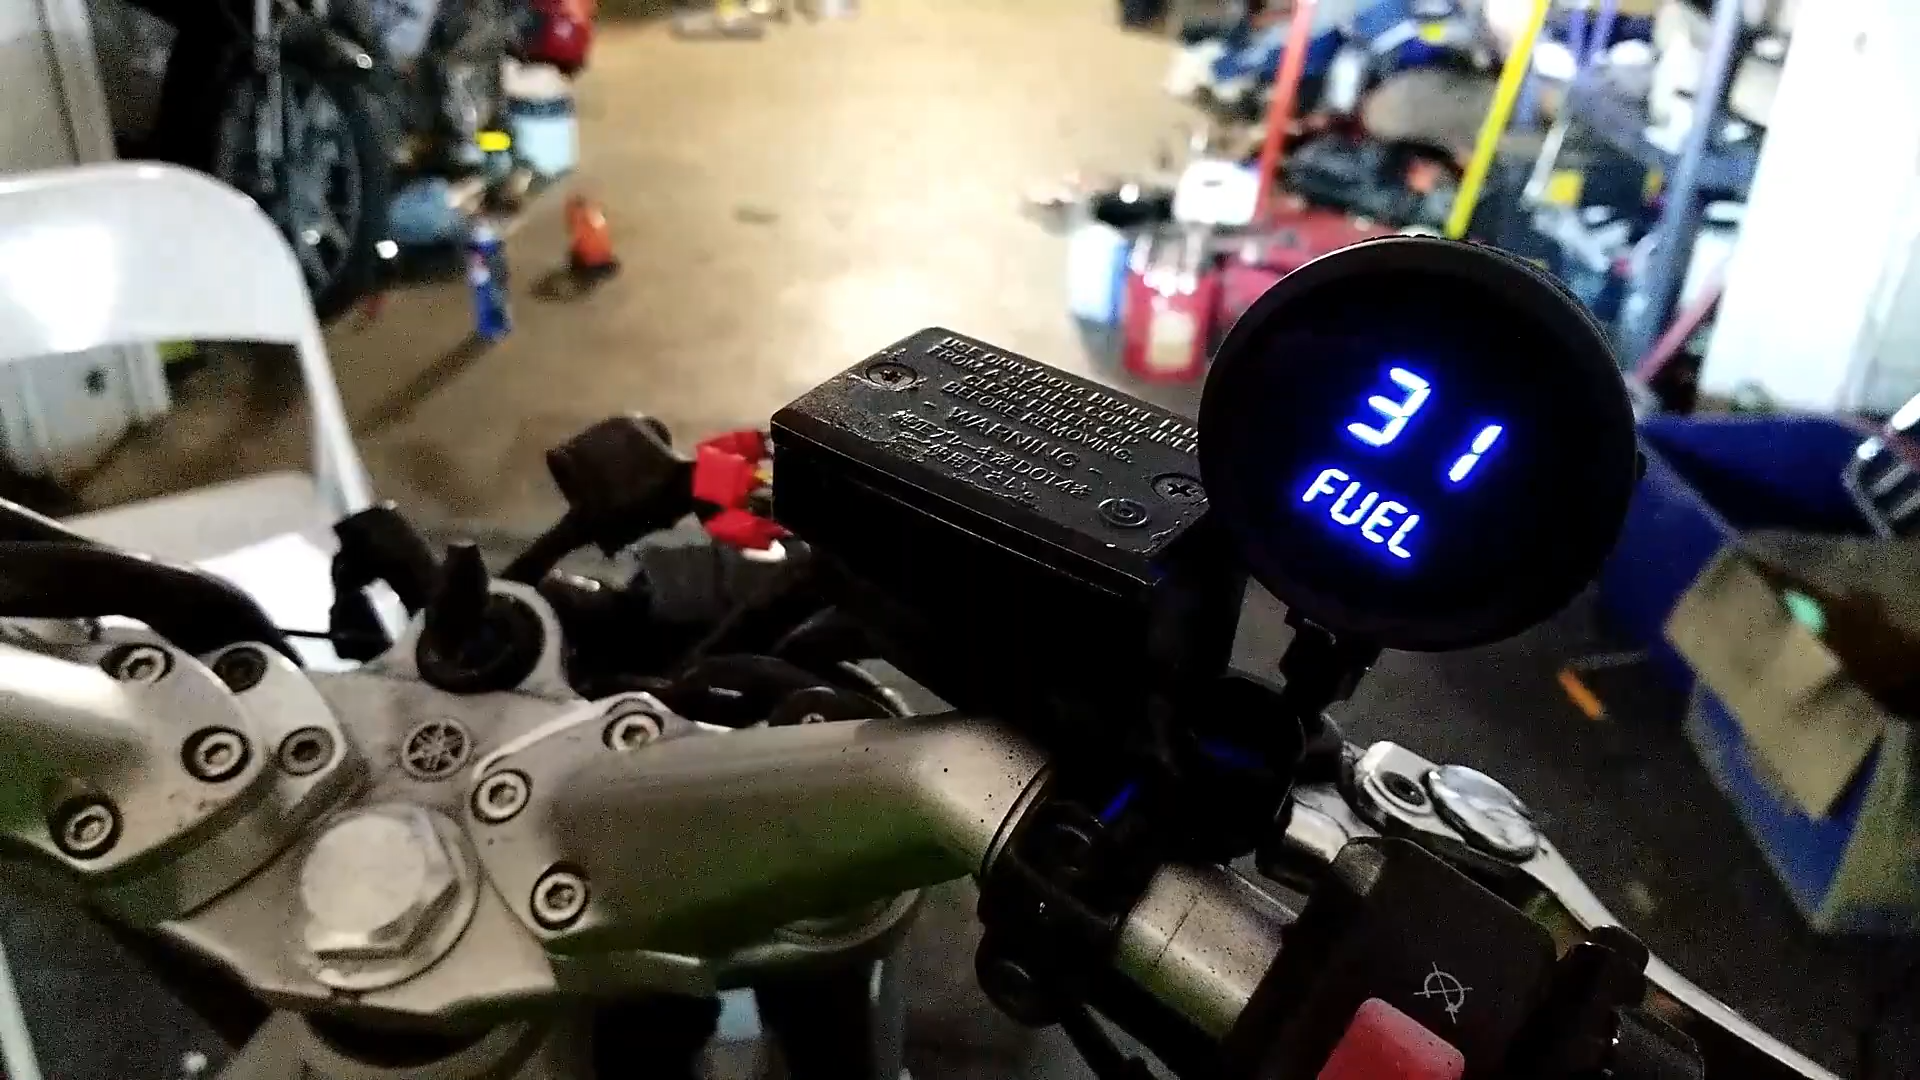 USE ONLY DOT4 BRAKE FLUID
FROM A SEALED CONTAINER
CLEAN FILLER CAP
BEFORE REMOVING.
- WARNING -
31
FUEL